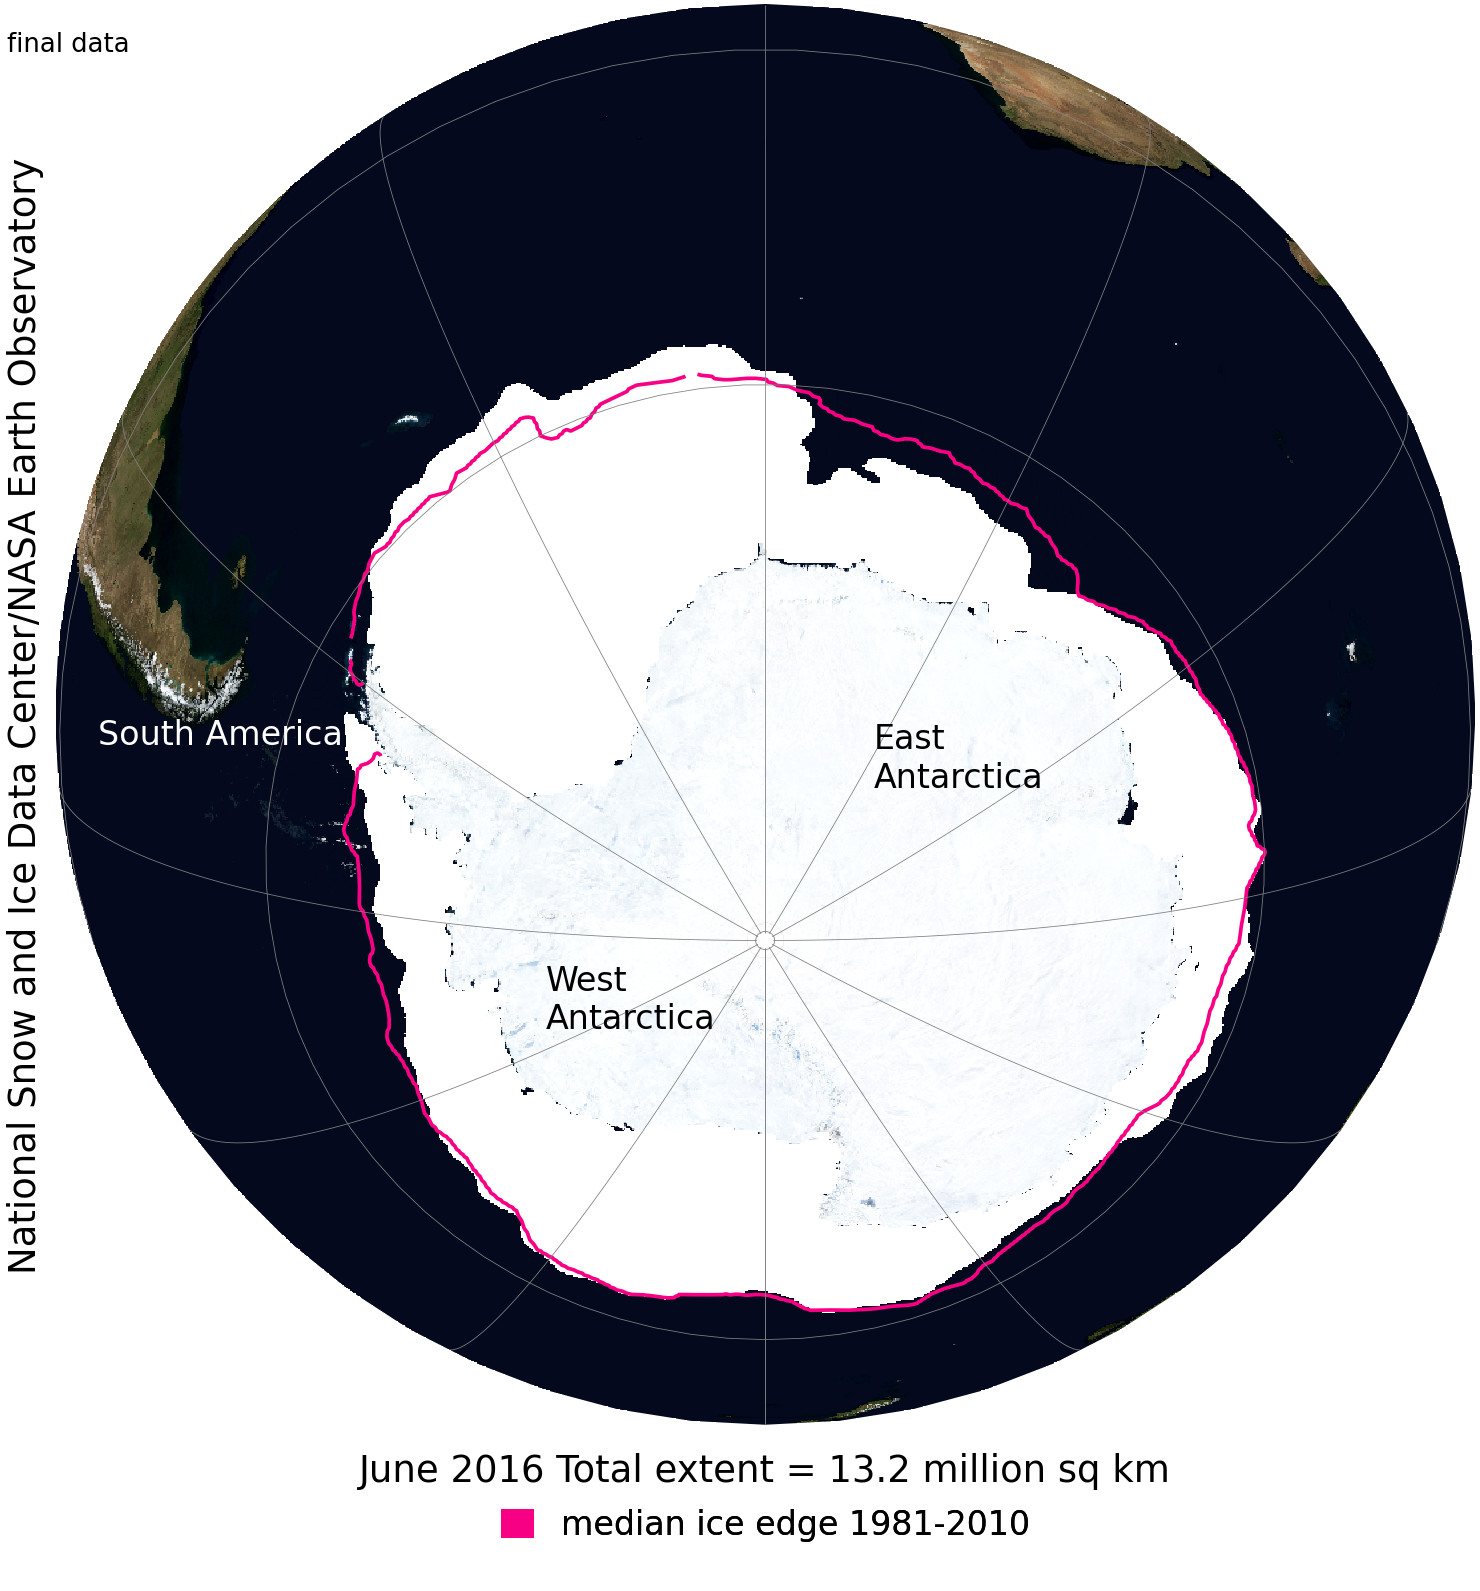 final data
National Snow and Ice Data Center/NASA Earth Observatory
South America
East
Antarctica
West
Antarctica
June 2016 Total extent = 13.2 million sq km
median ice edge 1981-2010